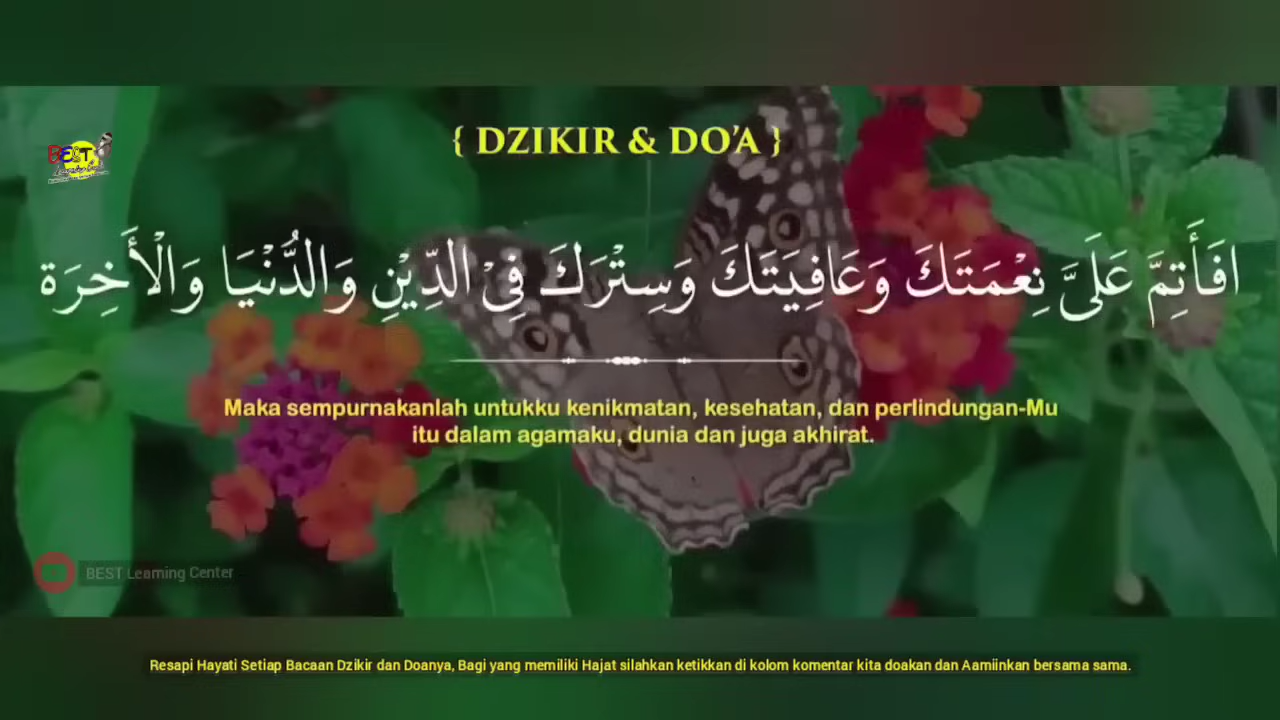 BEST
{ DZIKIR & DO'A }
افَأَتِمَّ عَلَيَّ نِعْمَتَكَ وَعَافِيَتَكَ وَسِتْرَكَ فِيْ الدِّيْنِ وَالدُّنْيَا وَالْأَخِرَة
Maka sempurnakanlah untukku kenikmatan, kesehatan, dan perlindungan-Mu
itu dalam agamaku, dunia dan juga akhirat.
BEST Learning Center
Resapi Hayati Setiap Bacaan Dzikir dan Doanya, Bagi yang memiliki Hajat silahkan ketikkan di kolom komentar kita doakan dan Aamiinkan bersama sama.